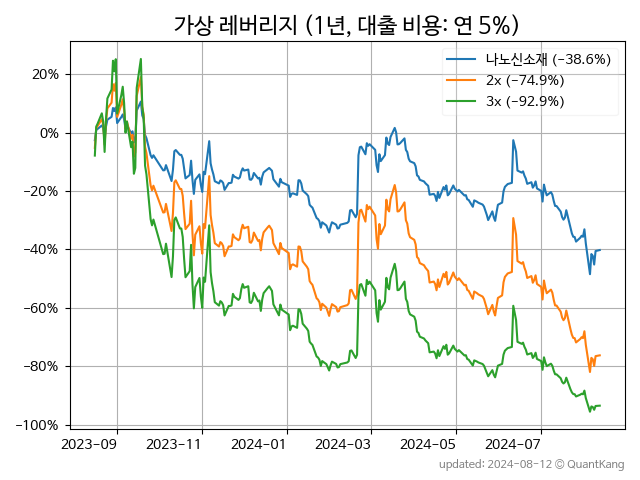 가상 레버리지 (1년, 대출 비용: 연 5%)
나노신소재 (−38.6%)
2x (−74.9%)
3x (−92.9%)
20%
0%
−20%
−40%
−60%
−80%
−100%
2023-09 2023-11 2024-01 2024-03 2024-05 2024-07
updated: 2024-08-12 © QuantKang